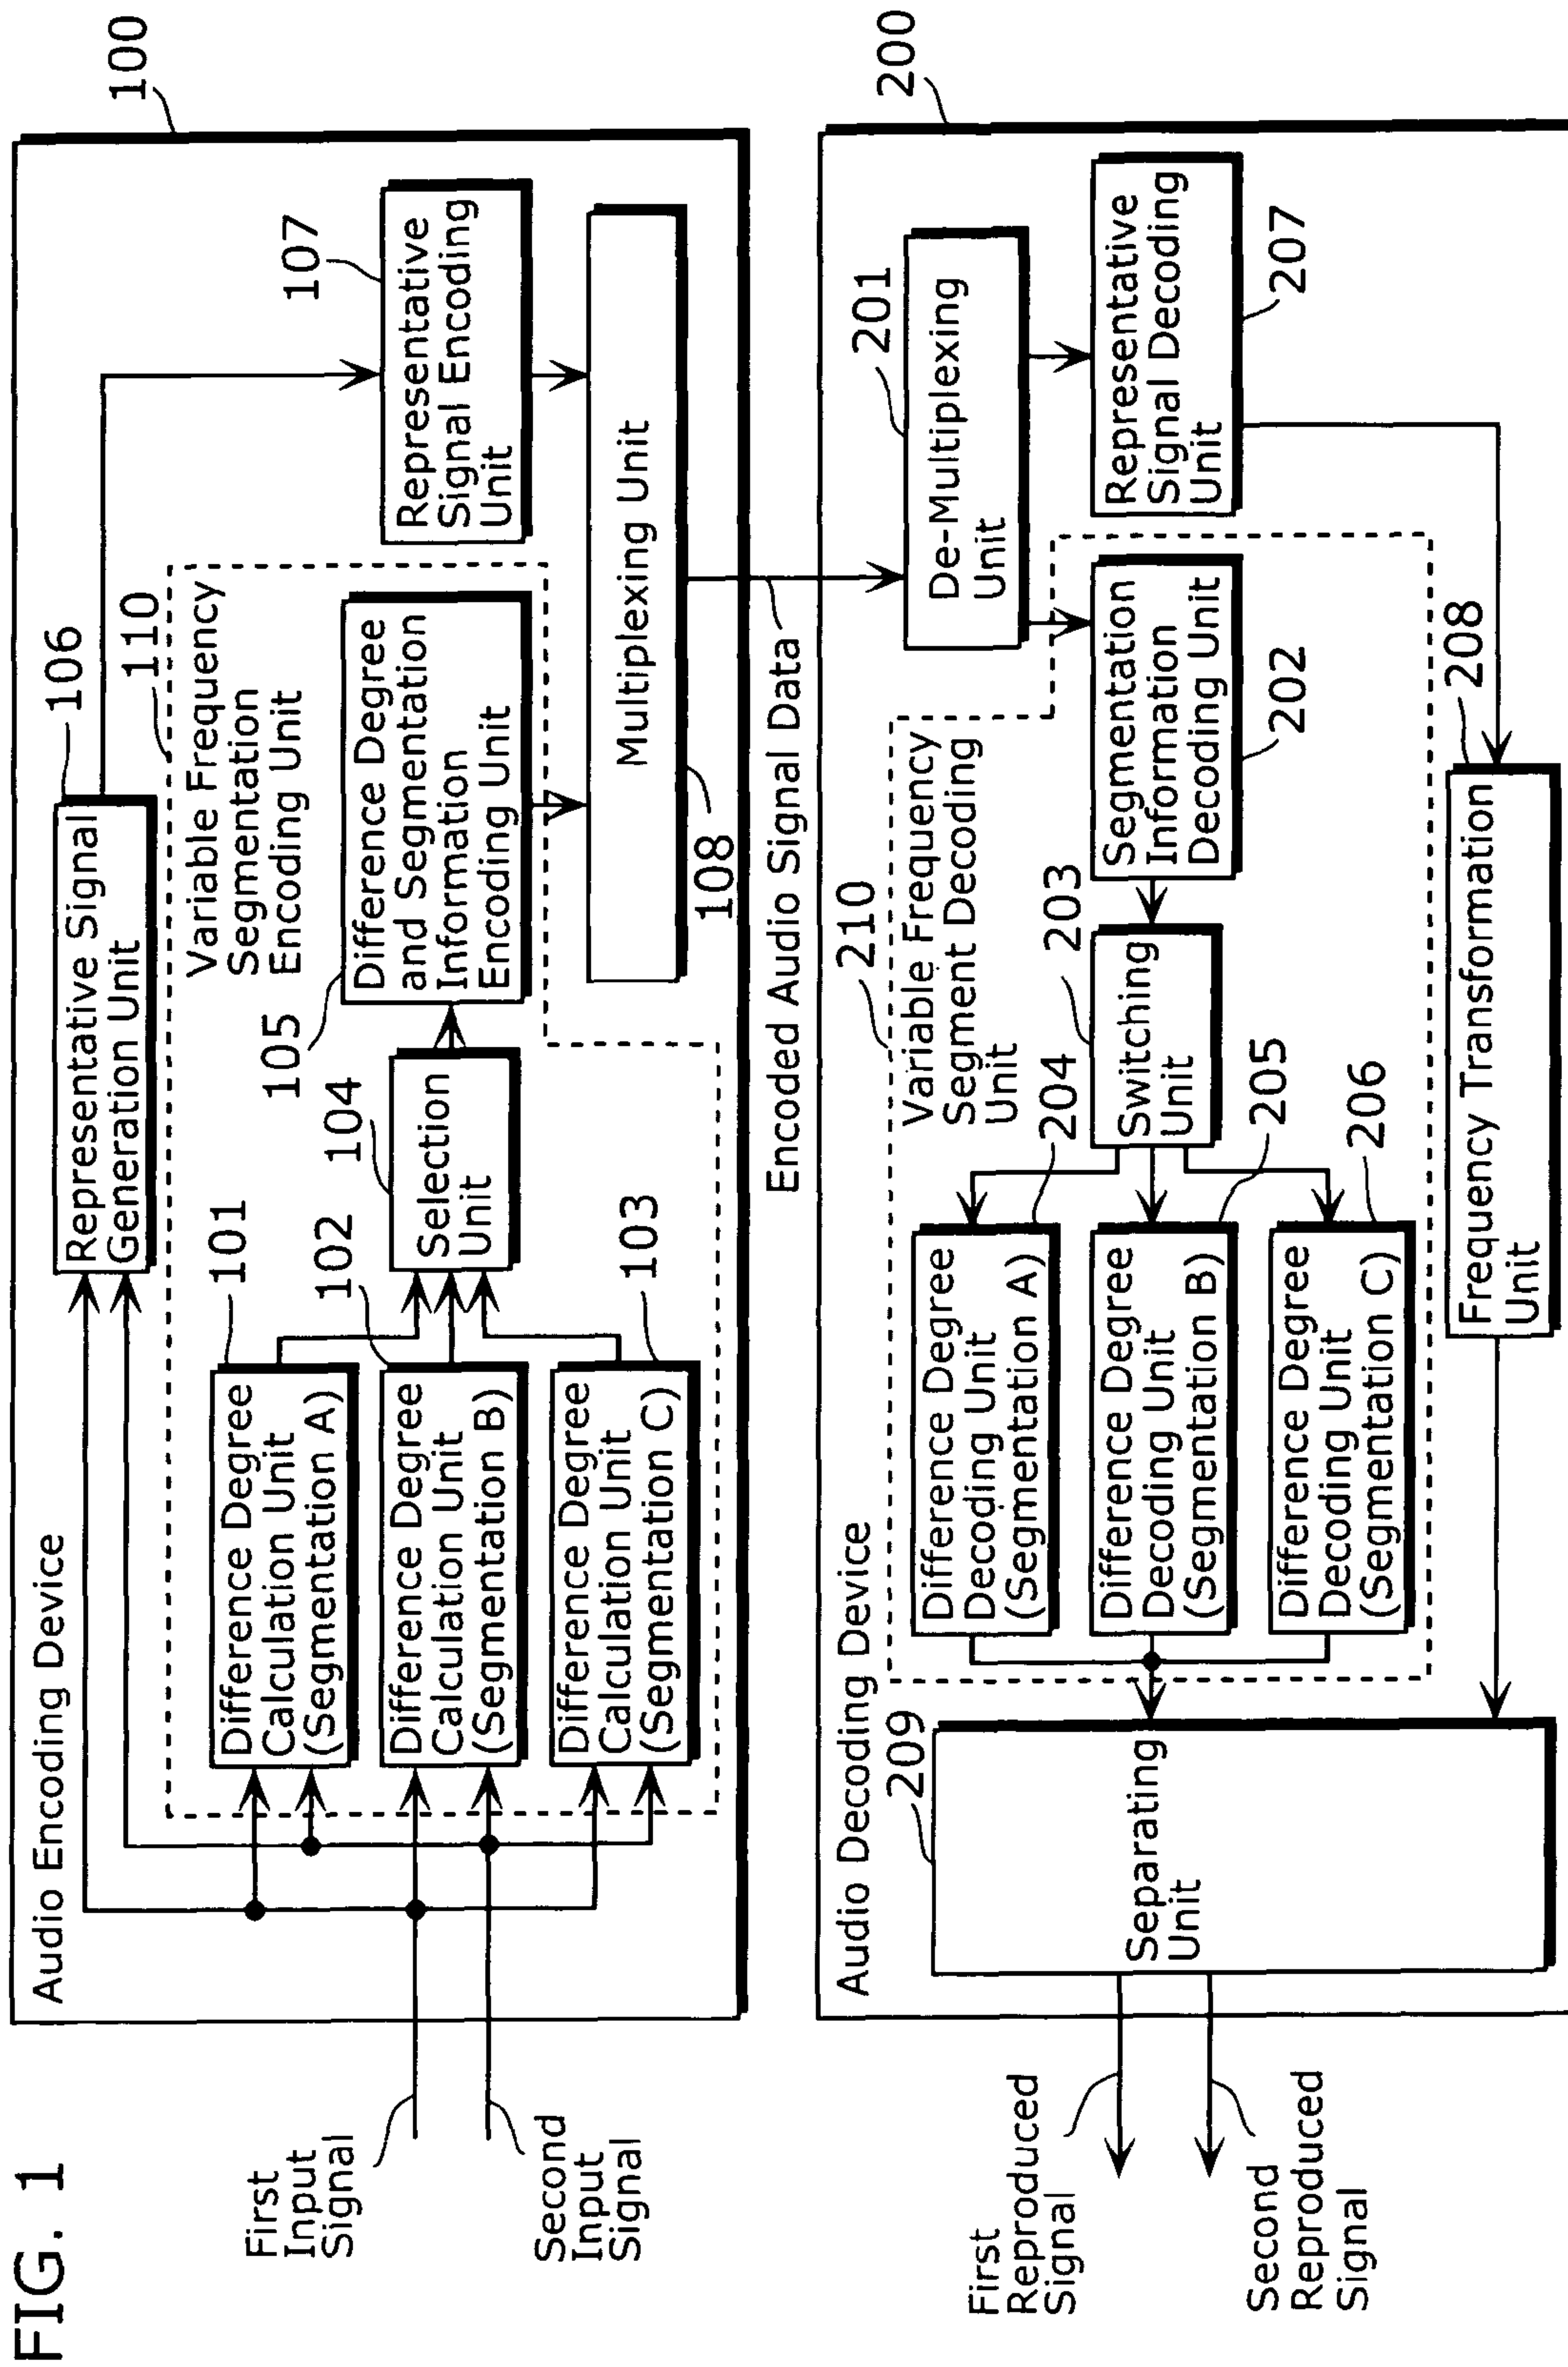 FIG. 1
Audio Encoding Device
100
First
Input
Signal
Second
Input
Signal
106
Representative Signal
Generation Unit
110
Variable Frequency
Segmentation
Encoding Unit
101
Difference Degree
Calculation Unit
(Segmentation A)
102
Difference Degree
Calculation Unit
(Segmentation B)
103
Difference Degree
Calculation Unit
(Segmentation C)
104
Selection
Unit
105
Difference Degree
and Segmentation
Information
Encoding Unit
107
Representative
Signal Encoding
Unit
Multiplexing Unit
108
Encoded Audio Signal Data
Audio Decoding Device
200
201
De-Multiplexing
Unit
Representative
Signal Decoding
Unit
207
210
Variable Frequency
Segment Decoding
Unit
Segmentation
Information
Decoding Unit
202
203
Switching
Unit
204
Difference Degree
Decoding Unit
(Segmentation A)
205
Difference Degree
Decoding Unit
(Segmentation B)
206
Difference Degree
Decoding Unit
(Segmentation C)
208
Frequency Transformation
Unit
209
Separating
Unit
First
Reproduced
Signal
Second
Reproduced
Signal